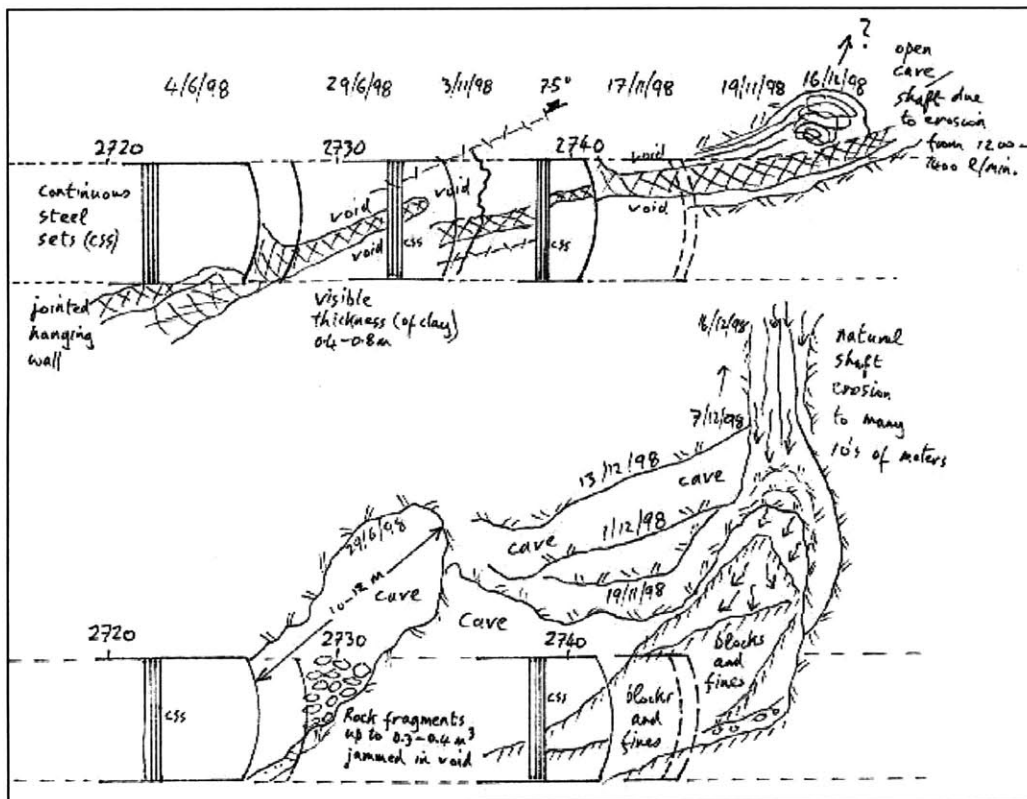 ?
4/6/98
29/6/98
3/11/98
75°
17/11/98
19/11/98
16/12/98
open
cave
shaft due
to erosion
from 1200-
1400 l/min.
2720
2730
2740
void
void
void
void
void
void
continuous
steel
sets (css)
css
css
jointed
hanging
wall
visible
thickness (of clay)
0.4-0.8m
16/12/98
7/12/98
natural
shaft
erosion
to many
10's of meters
13/12/98
cave
29/6/98
1/12/98
cave
10-12 m
cave
19/11/98
cave
2720
2730
2740
css
css
blocks
and
fines
blocks
and
fines
Rock fragments
up to 0.3-0.4 m³
jammed in void